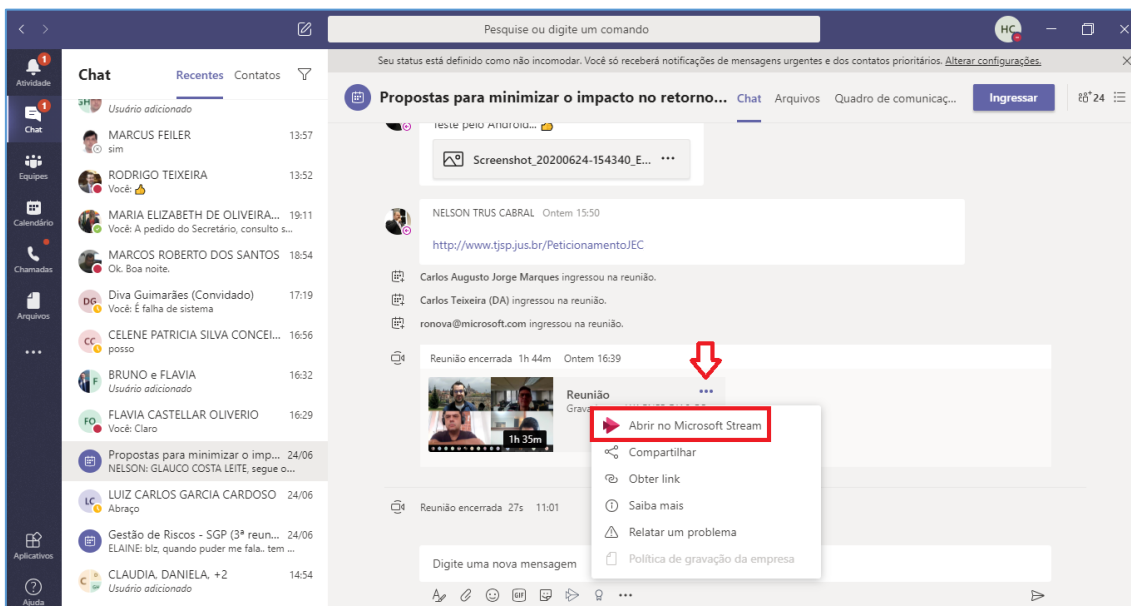 Pesquise ou digite um comando
HC
Seu status está definido como não incomodar. Você só receberá notificações de mensagens urgentes e dos contatos prioritários. Alterar configurações.
1
Atividade
1
Chat
Equipes
Calendário
Chamadas
Arquivos
Aplicativos
Ajuda
Chat
Recentes
Contatos
SH
Usuário adicionado
MARCUS FEILER 13:57
sim
RODRIGO TEIXEIRA 13:52
Você: 👍
MARIA ELIZABETH DE OLIVEIRA... 19:11
Você: A pedido do Secretário, consulto s...
MARCOS ROBERTO DOS SANTOS 18:54
Ok. Boa noite.
DG
Diva Guimarães (Convidado) 17:19
Você: É falha de sistema
CC
CELENE PATRICIA SILVA CONCEI... 16:56
posso
F
BRUNO e FLAVIA 16:32
Usuário adicionado
FO
FLAVIA CASTELLAR OLIVERIO 16:29
Você: Claro
Propostas para minimizar o imp... 24/06
NELSON: GLAUCO COSTA LEITE, segue o...
LC
LUIZ CARLOS GARCIA CARDOSO 24/06
Abraço
Gestão de Riscos - SGP (3ª reun... 24/06
ELAINE: blz, quando puder me fala.. tem ...
C
CLAUDIA, DANIELA, +2 14:54
Usuário adicionado
Propostas para minimizar o impacto no retorno...
Chat
Arquivos
Quadro de comunicaç...
Ingressar
24
Teste pelo Android... 👍
Screenshot_20200624-154340_E...
NELSON TRUS CABRAL Ontem 15:50
http://www.tjsp.jus.br/PeticionamentoJEC
Carlos Augusto Jorge Marques ingressou na reunião.
Carlos Teixeira (DA) ingressou na reunião.
ronova@microsoft.com ingressou na reunião.
Reunião encerrada 1h 44m Ontem 16:39
Reunião
1h 35m
Abrir no Microsoft Stream
Compartilhar
Obter link
Saiba mais
Relatar um problema
Política de gravação da empresa
Reunião encerrada 27s 11:01
Digite uma nova mensagem
GIF